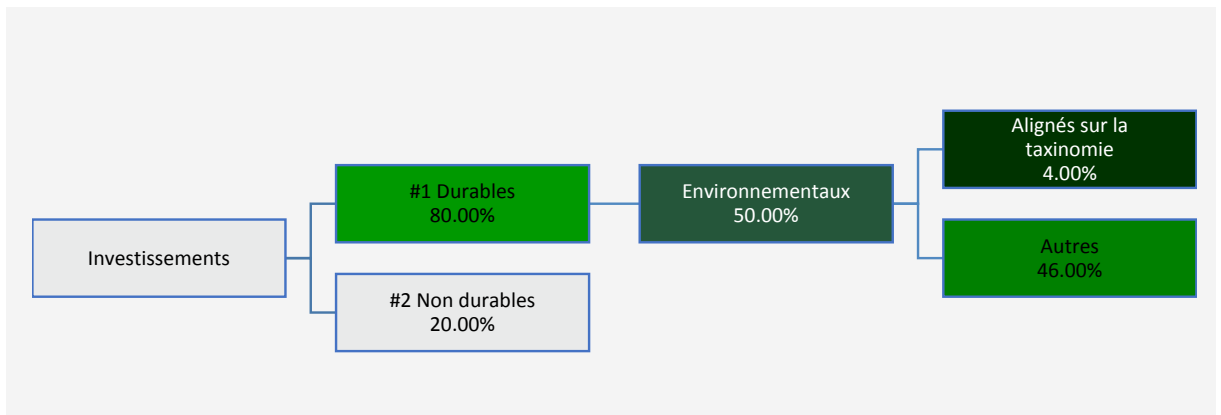 Investissements
#1 Durables
80.00%
#2 Non durables
20.00%
Environnementaux
50.00%
Alignés sur la
taxinomie
4.00%
Autres
46.00%